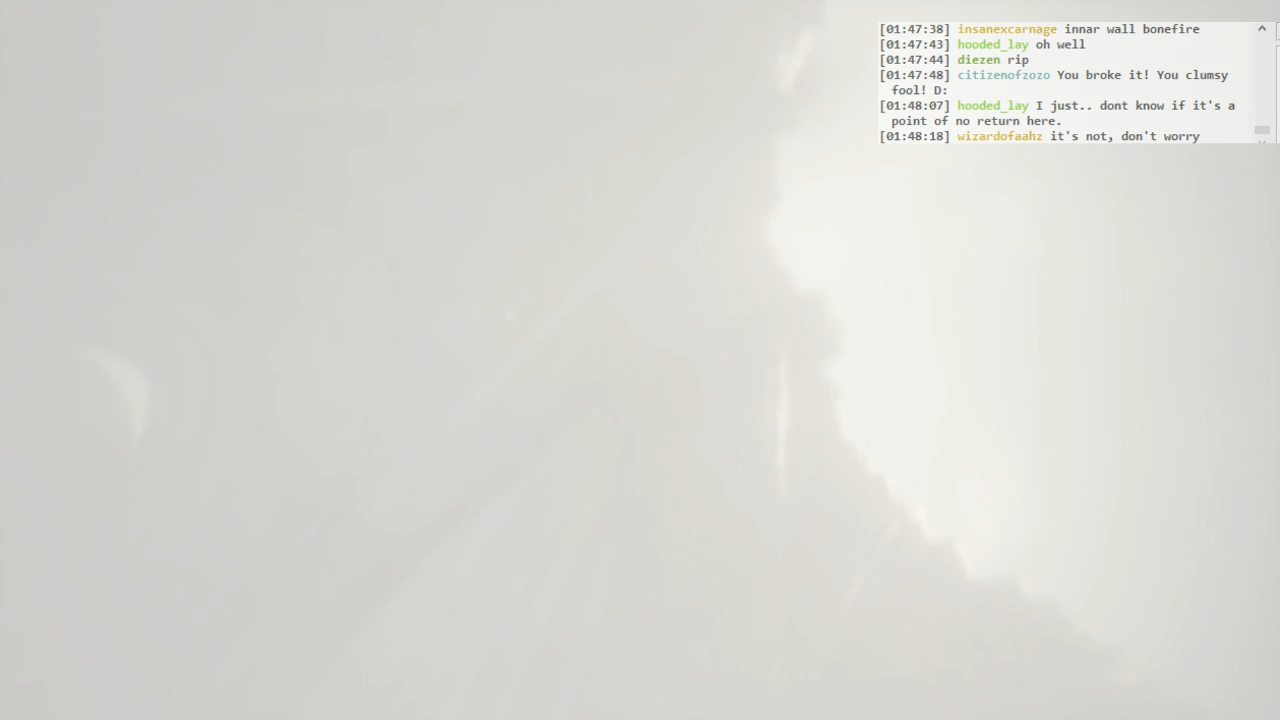 [01:47:38] insanexcarnage innar wall bonefire
[01:47:43] hooded_lay oh well
[01:47:44] diezen rip
[01:47:48] citizenofzozo You broke it! You clumsy
fool! D:
[01:48:07] hooded_lay I just.. dont know if it's a
point of no return here.
[01:48:18] wizardofaahz it's not, don't worry